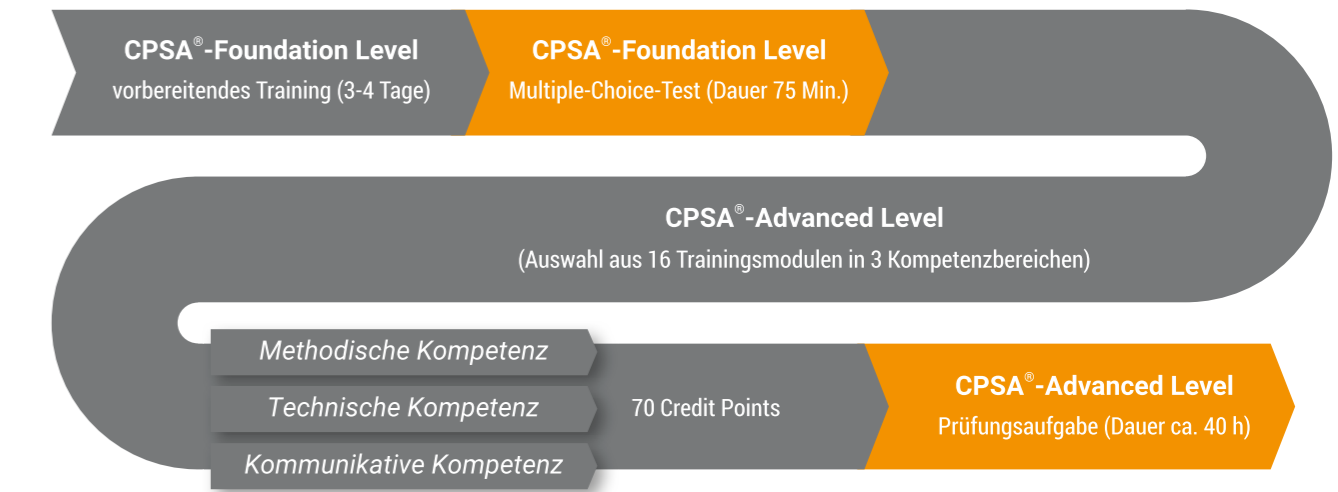 CPSA®-Foundation Level
vorbereitendes Training (3-4 Tage)
CPSA®-Foundation Level
Multiple-Choice-Test (Dauer 75 Min.)
CPSA®-Advanced Level
(Auswahl aus 16 Trainingsmodulen in 3 Kompetenzbereichen)
Methodische Kompetenz
Technische Kompetenz
Kommunikative Kompetenz
70 Credit Points
CPSA®-Advanced Level
Prüfungsaufgabe (Dauer ca. 40 h)